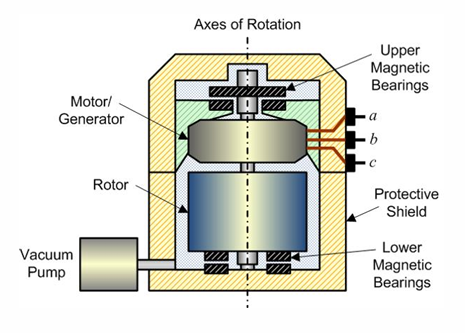 Axes of Rotation
Upper
Magnetic
Bearings
Motor/
Generator
a
b
c
Rotor
Protective
Shield
Vacuum
Pump
Lower
Magnetic
Bearings